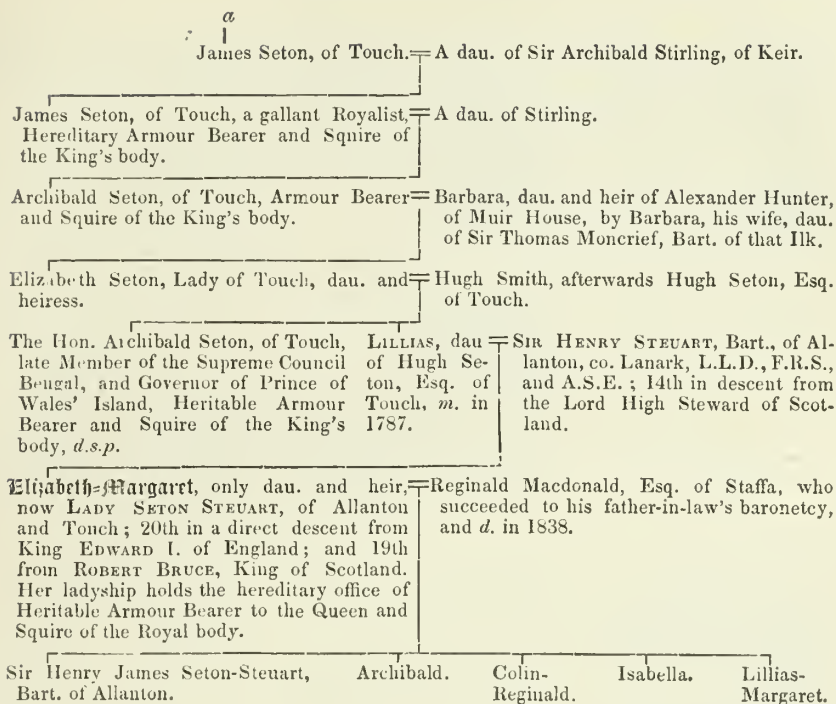 a
James Seton, of Touch. A dau. of Sir Archibald Stirling, of Keir.
James Seton, of Touch, a gallant Royalist,
Hereditary Armour Bearer and Squire of
the King's body.
A dau. of Stirling.
Archibald Seton, of Touch, Armour Bearer
and Squire of the King's body.
Barbara, dau. and heir of Alexander Hunter,
of Muir House, by Barbara, his wife, dau.
of Sir Thomas Moncrief, Bart. of that Ilk.
Elizabeth Seton, Lady of Touch, dau. and
heiress.
Hugh Smith, afterwards Hugh Seton, Esq.
of Touch.
The Hon. Archibald Seton, of Touch,
late Member of the Supreme Council
Bengal, and Governor of Prince of
Wales' Island, Heritable Armour
Bearer and Squire of the King's
body, d.s.p.
LILLIAS, dau
of Hugh Se-
ton, Esq. of
Touch, m. in
1787.
SIR HENRY STEUART, Bart., of Al-
lanton, co. Lanark, L.L.D., F.R.S.,
and A.S.E. ; 14th in descent from
the Lord High Steward of Scot-
land.
Elizabeth=Margaret, only dau. and heir,
now LADY SETON STEUART, of Allanton
and Touch ; 20th in a direct descent from
King EDWARD I. of England ; and 19th
from ROBERT BRUCE, King of Scotland.
Her ladyship holds the hereditary office of
Heritable Armour Bearer to the Queen and
Squire of the Royal body.
Reginald Macdonald, Esq. of Staffa, who
succeeded to his father-in-law's baronetcy,
and d. in 1838.
Sir Henry James Seton-Steuart,
Bart. of Allanton.
Archibald.
Colin-
Reginald.
Isabella.
Lillias-
Margaret.